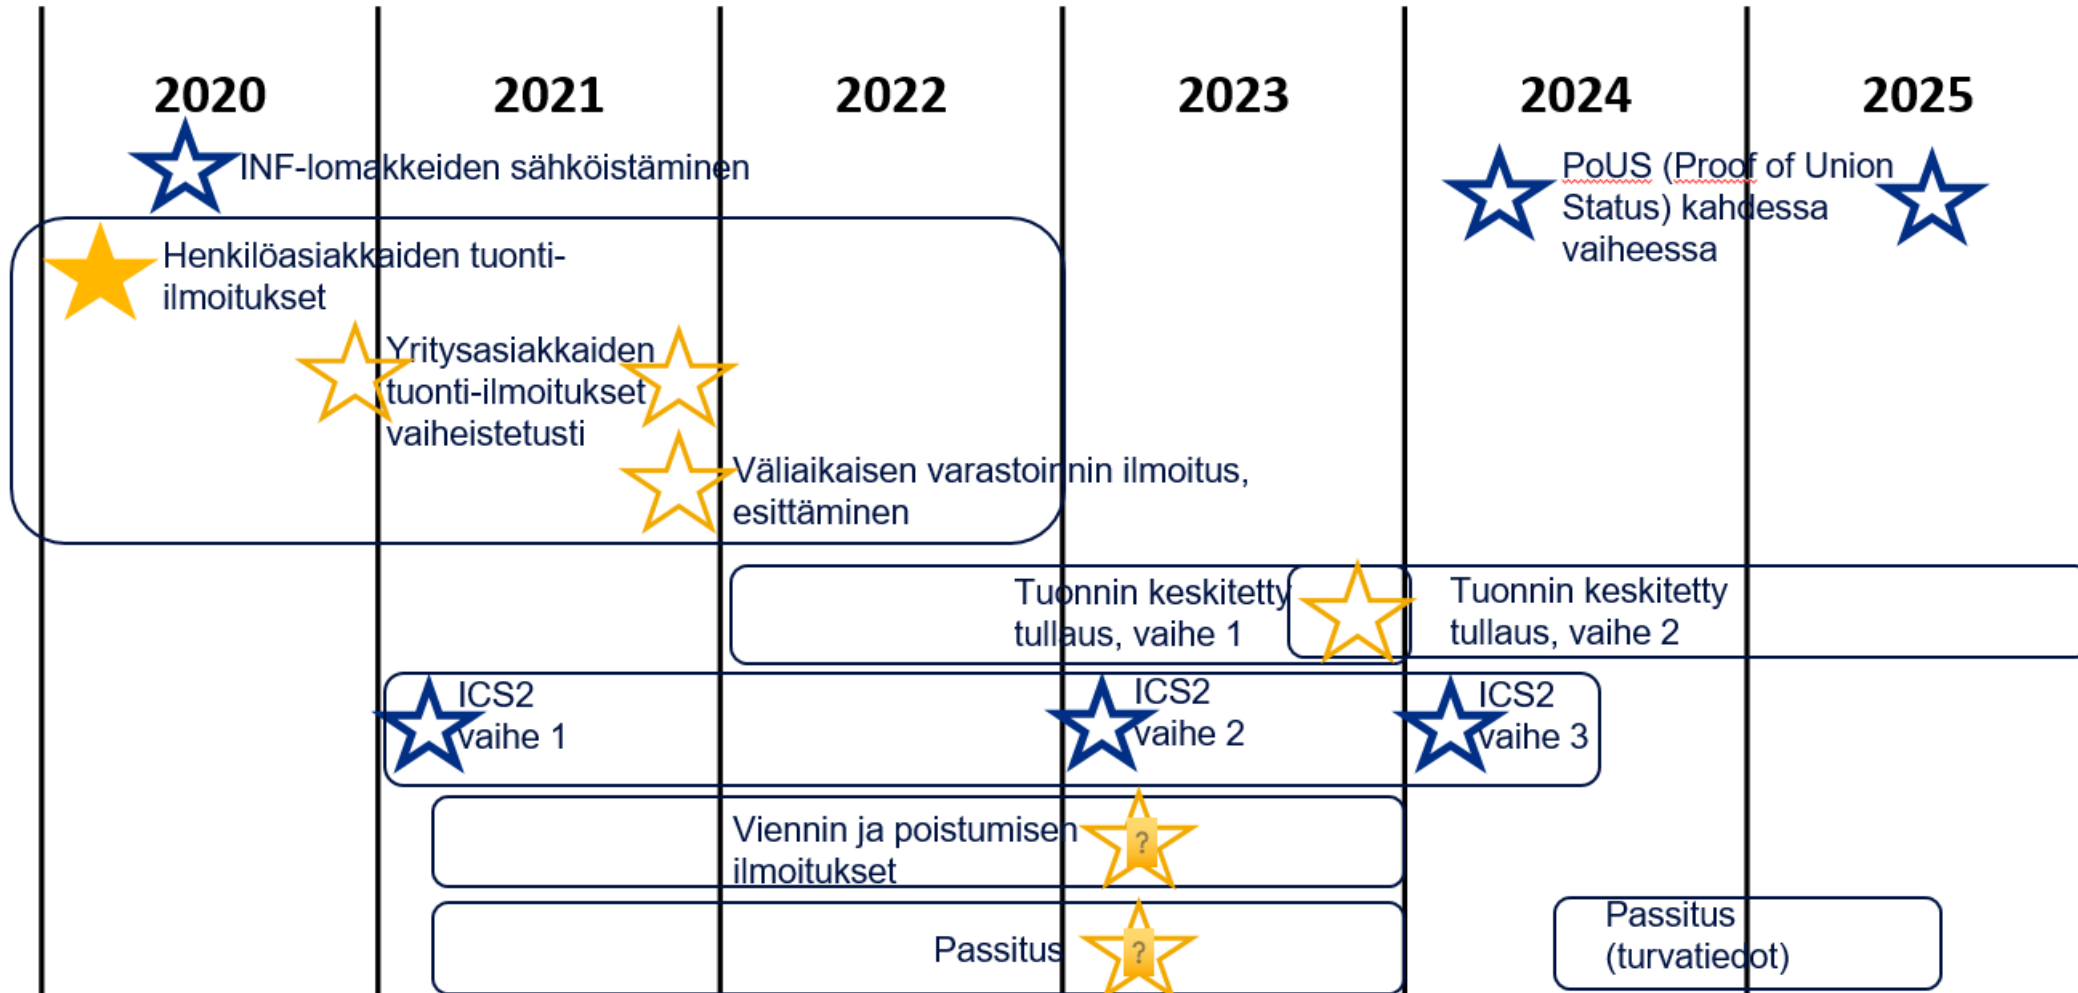 2020 2021 2022 2023 2024 2025
INF-lomakkeiden sähköistäminen
PoUS (Proof of Union
Status) kahdessa
vaiheessa
Henkilöasiakkaiden tuonti-
ilmoitukset
Yritysasiakkaiden
tuonti-ilmoitukset
vaiheistetusti
Väliaikaisen varastoinnin ilmoitus,
esittäminen
Tuonnin keskitetty
tullaus, vaihe 1
Tuonnin keskitetty
tullaus, vaihe 2
ICS2
vaihe 1
ICS2
vaihe 2
ICS2
vaihe 3
Viennin ja poistumisen
ilmoitukset
?
Passitus
?
Passitus
(turvatiedot)